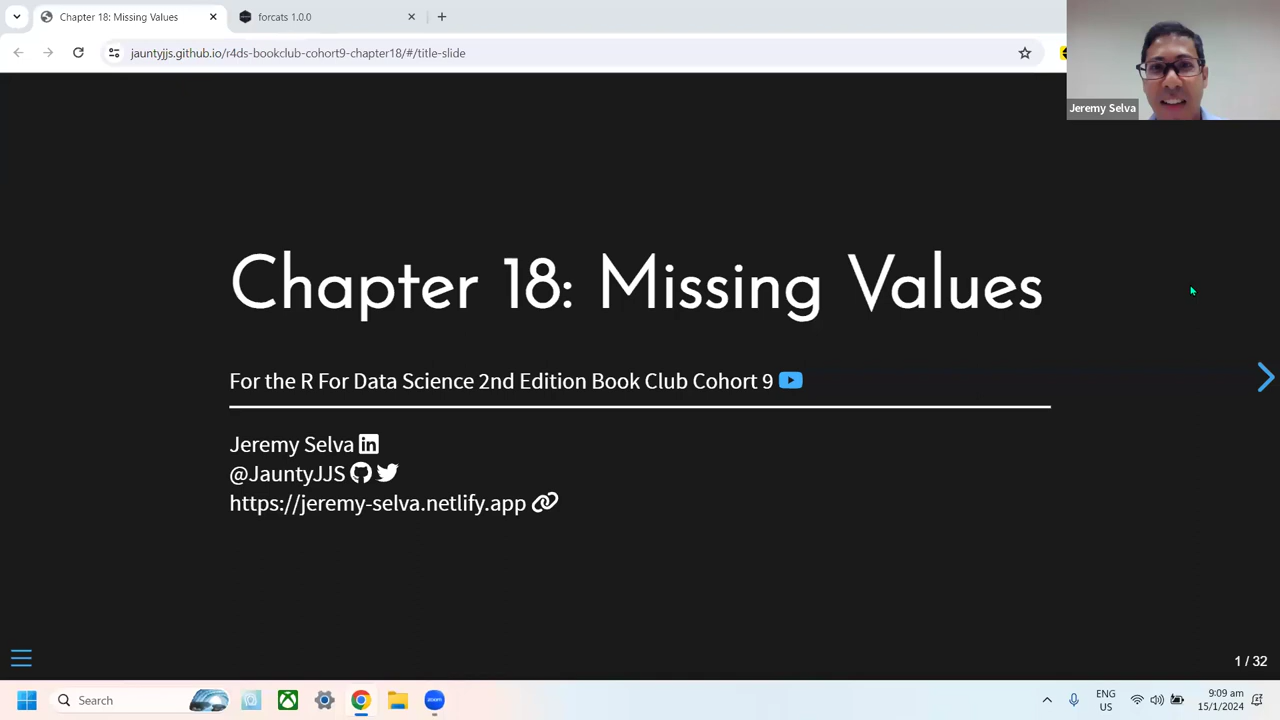 Chapter 18: Missing Values
forcats 1.0.0
jauntyjjs.github.io/r4ds-bookclub-cohort9-chapter18/#/title-slide
Jeremy Selva
Chapter 18: Missing Values
For the R For Data Science 2nd Edition Book Club Cohort 9
Jeremy Selva
@JauntyJJS
https://jeremy-selva.netlify.app
1 / 32
Search
zoom
ENG
US
9:09 am
15/1/2024